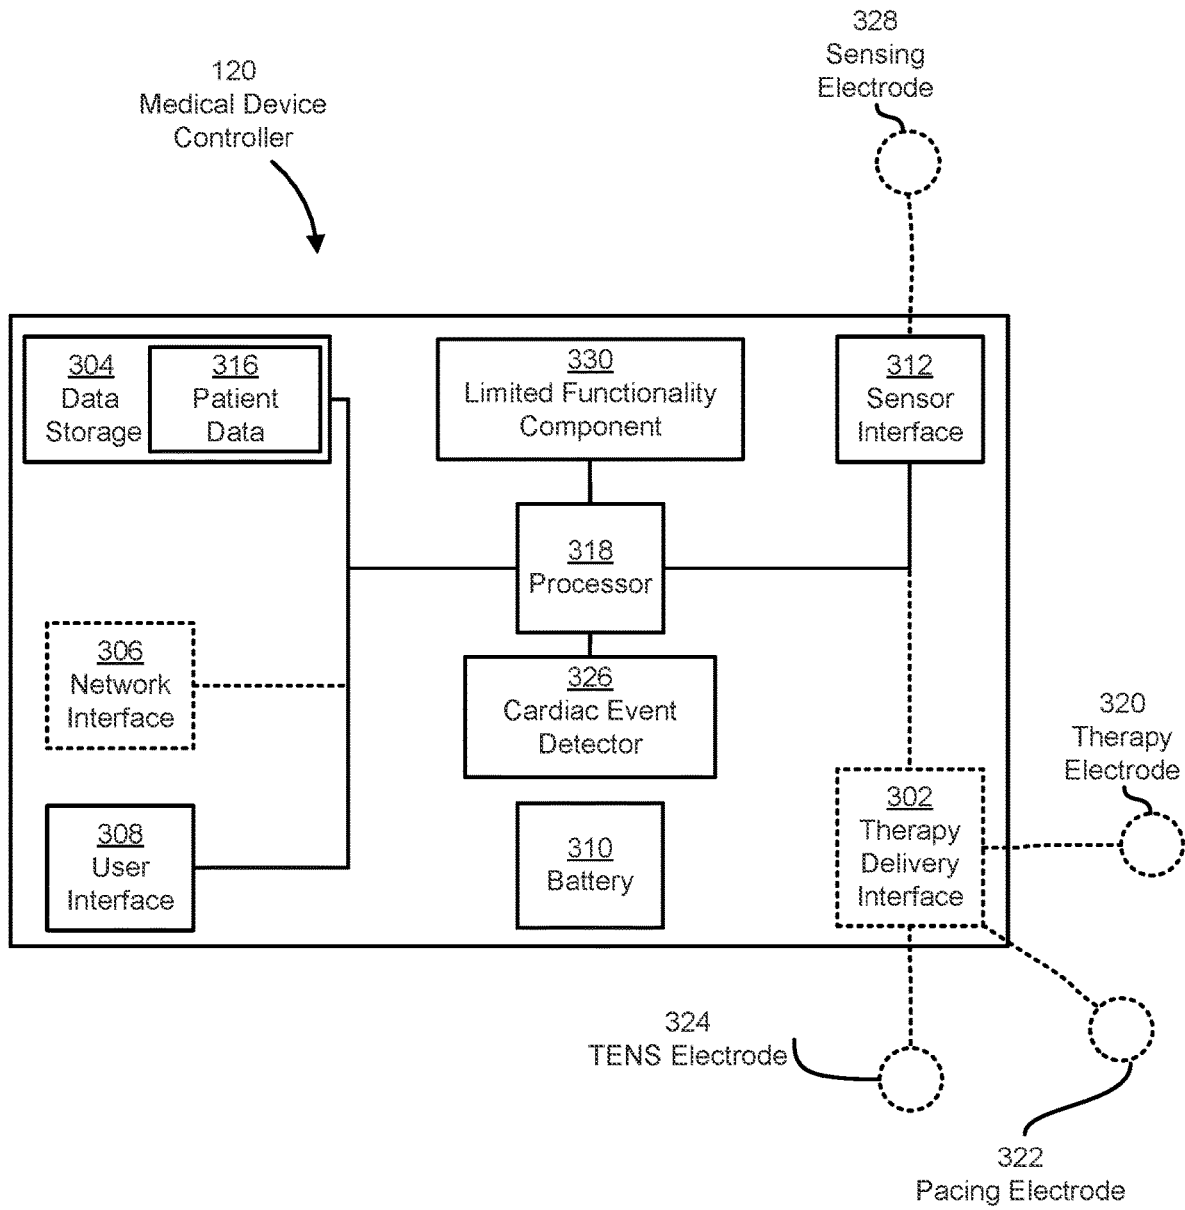 328
Sensing
Electrode
120
Medical Device
Controller
304
Data
Storage
316
Patient
Data
330
Limited Functionality
Component
312
Sensor
Interface
318
Processor
306
Network
Interface
326
Cardiac Event
Detector
320
Therapy
Electrode
308
User
Interface
310
Battery
302
Therapy
Delivery
Interface
324
TENS Electrode
322
Pacing Electrode